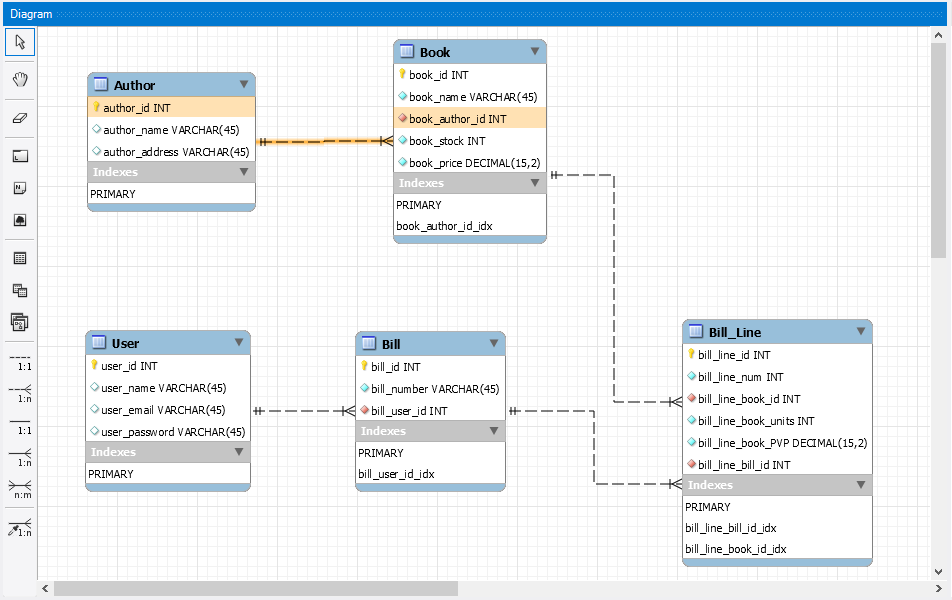 Diagram
Author
author_id INT
author_name VARCHAR(45)
author_address VARCHAR(45)
Indexes
PRIMARY
Book
book_id INT
book_name VARCHAR(45)
book_author_id INT
book_stock INT
book_price DECIMAL(15,2)
Indexes
PRIMARY
book_author_id_idx
User
user_id INT
user_name VARCHAR(45)
user_email VARCHAR(45)
user_password VARCHAR(45)
Indexes
PRIMARY
Bill
bill_id INT
bill_number VARCHAR(45)
bill_user_id INT
Indexes
PRIMARY
bill_user_id_idx
Bill_Line
bill_line_id INT
bill_line_num INT
bill_line_book_id INT
bill_line_book_units INT
bill_line_book_PVP DECIMAL(15,2)
bill_line_bill_id INT
Indexes
PRIMARY
bill_line_bill_id_idx
bill_line_book_id_idx
1:1
1:n
1:1
1:n
n:m
1:n